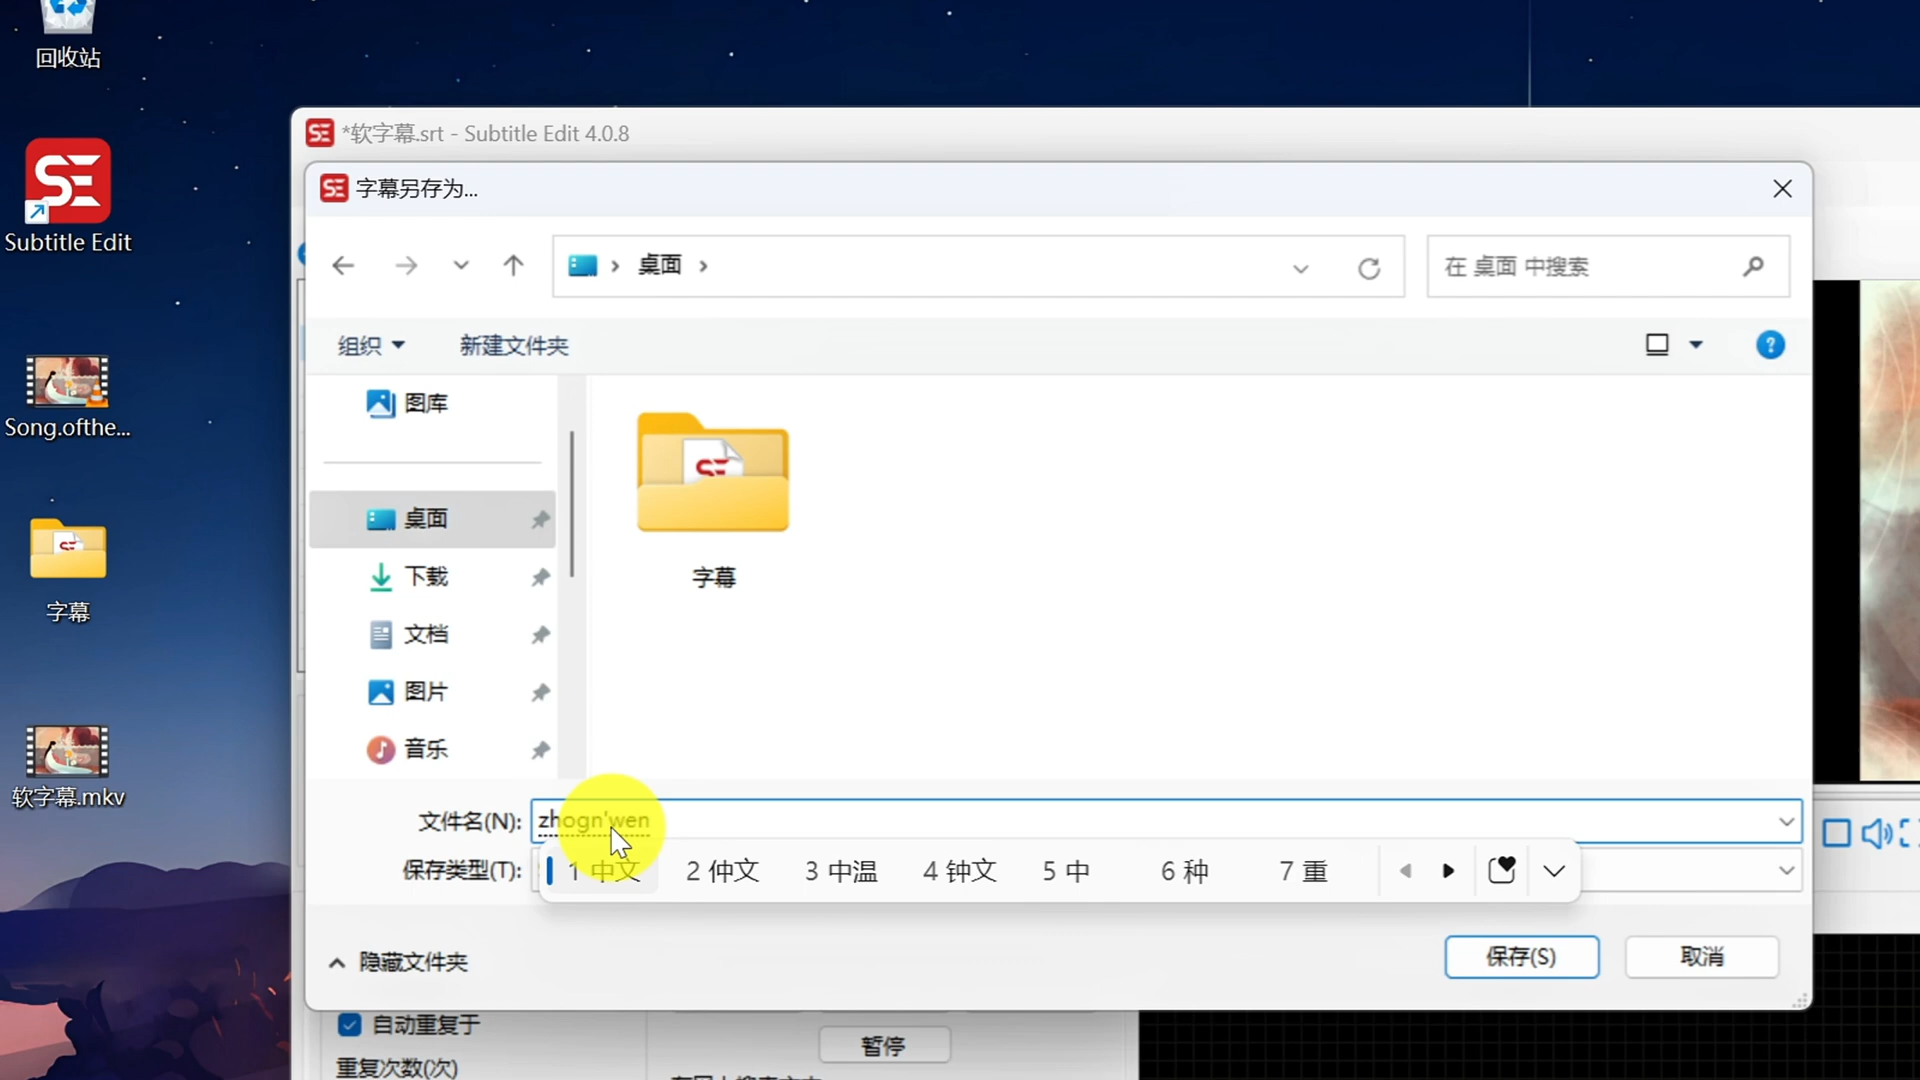 回收站
Subtitle Edit
Song.ofthe...
字幕
软字幕.mkv
*软字幕.srt - Subtitle Edit 4.0.8
字幕另存为...
桌面
在 桌面 中搜索
组织
新建文件夹
图库
桌面
下载
文档
图片
音乐
字幕
文件名(N): zhogn'wen
保存类型(T):
1 中文 2 仲文 3 中温 4 钟文 5 中 6 种 7 重
隐藏文件夹
保存(S)
取消
自动重复于
重复次数(次)
暂停